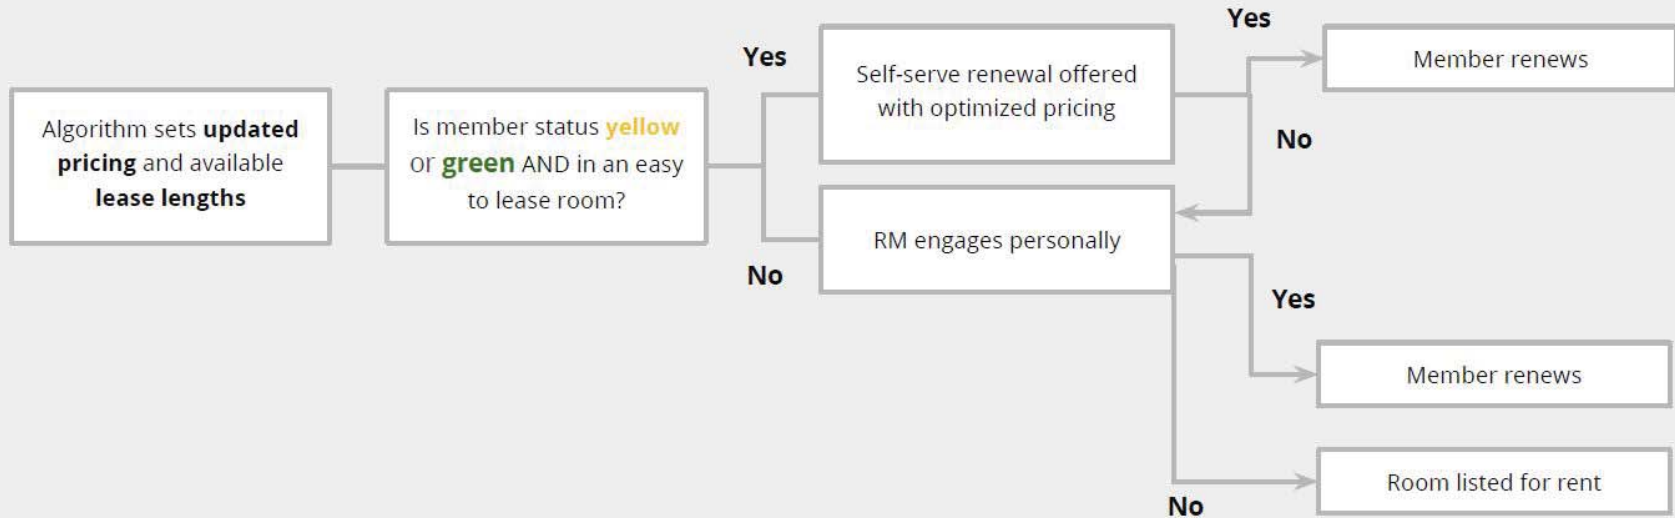 Algorithm sets updated
pricing and available
lease lengths
Is member status yellow
or green AND in an easy
to lease room?
Yes
No
Self-serve renewal offered
with optimized pricing
RM engages personally
Yes
No
Member renews
Yes
Member renews
No
Room listed for rent